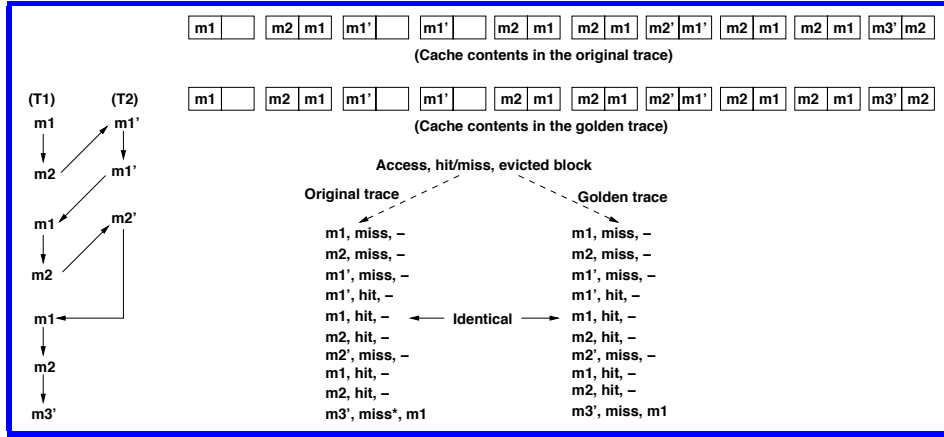 m1 m2 m1 m1' m1' m2 m1 m2 m1 m2' m1' m2 m1 m2 m1 m3' m2
(Cache contents in the original trace)
(T1) (T2) m1 m2 m1 m1' m1' m2 m1 m2 m1 m2' m1' m2 m1 m2 m1 m3' m2
(Cache contents in the golden trace)
m1 m1'
m2 m1'
m1 m2'
m2
m1
m2
m3'
Access, hit/miss, evicted block
Original trace Golden trace
m1, miss, – m1, miss, –
m2, miss, – m2, miss, –
m1', miss, – m1', miss, –
m1', hit, – m1', hit, –
m1, hit, – Identical m1, hit, –
m2, hit, – m2, hit, –
m2', miss, – m2', miss, –
m1, hit, – m1, hit, –
m2, hit, – m2, hit, –
m3', miss*, m1 m3', miss, m1